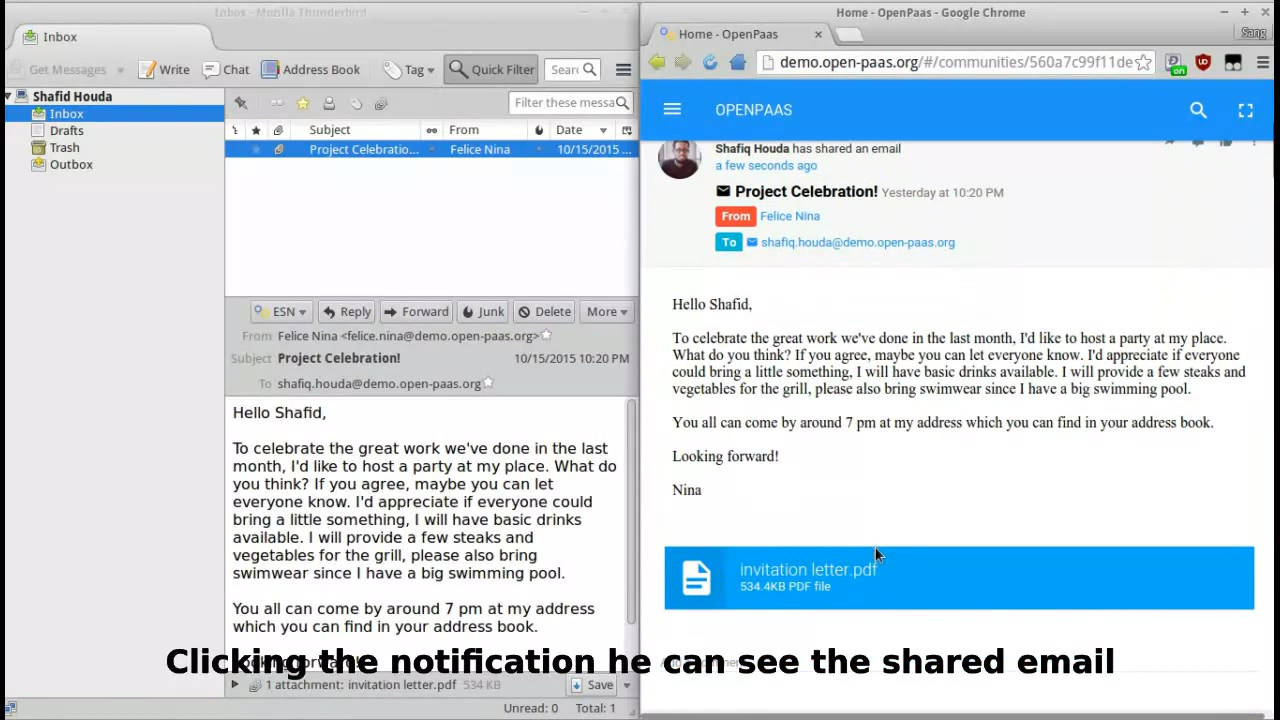 Inbox - Mozilla Thunderbird
Inbox
Get Messages
Write
Chat
Address Book
Tag
Quick Filter
Sear
Shafid Houda
Inbox
Drafts
Trash
Outbox
Filter these messa
Subject
From
Date
Project Celebratio...
Felice Nina
10/15/2015 ...
ESN
Reply
Forward
Junk
Delete
More
From Felice Nina <felice.nina@demo.open-paas.org>
Subject Project Celebration!
10/15/2015 10:20 PM
To shafiq.houda@demo.open-paas.org
Hello Shafid,
To celebrate the great work we've done in the last
month, I'd like to host a party at my place. What do
you think? If you agree, maybe you can let
everyone know. I'd appreciate if everyone could
bring a little something, I will have basic drinks
available. I will provide a few steaks and
vegetables for the grill, please also bring
swimwear since I have a big swimming pool.
You all can come by around 7 pm at my address
which you can find in your address book.
1 attachment: invitation letter.pdf 534 KB
Save
Unread: 0
Total: 1
Home - OpenPaas - Google Chrome
Home - OpenPaas
Sang
demo.open-paas.org/#/communities/560a7c99f11de
on
OPENPAAS
Shafiq Houda has shared an email
a few seconds ago
Project Celebration! Yesterday at 10:20 PM
From Felice Nina
To shafiq.houda@demo.open-paas.org
Hello Shafid,
To celebrate the great work we've done in the last month, I'd like to host a party at my place.
What do you think? If you agree, maybe you can let everyone know. I'd appreciate if everyone
could bring a little something, I will have basic drinks available. I will provide a few steaks and
vegetables for the grill, please also bring swimwear since I have a big swimming pool.
You all can come by around 7 pm at my address which you can find in your address book.
Looking forward!
Nina
invitation letter.pdf
534.4KB PDF file
Clicking the notification he can see the shared email